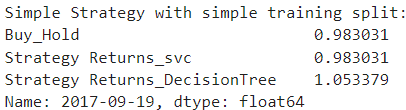 Simple Strategy with simple training split:
Buy_Hold 0.983031
Strategy Returns_svc 0.983031
Strategy Returns_DecisionTree 1.053379
Name: 2017-09-19, dtype: float64